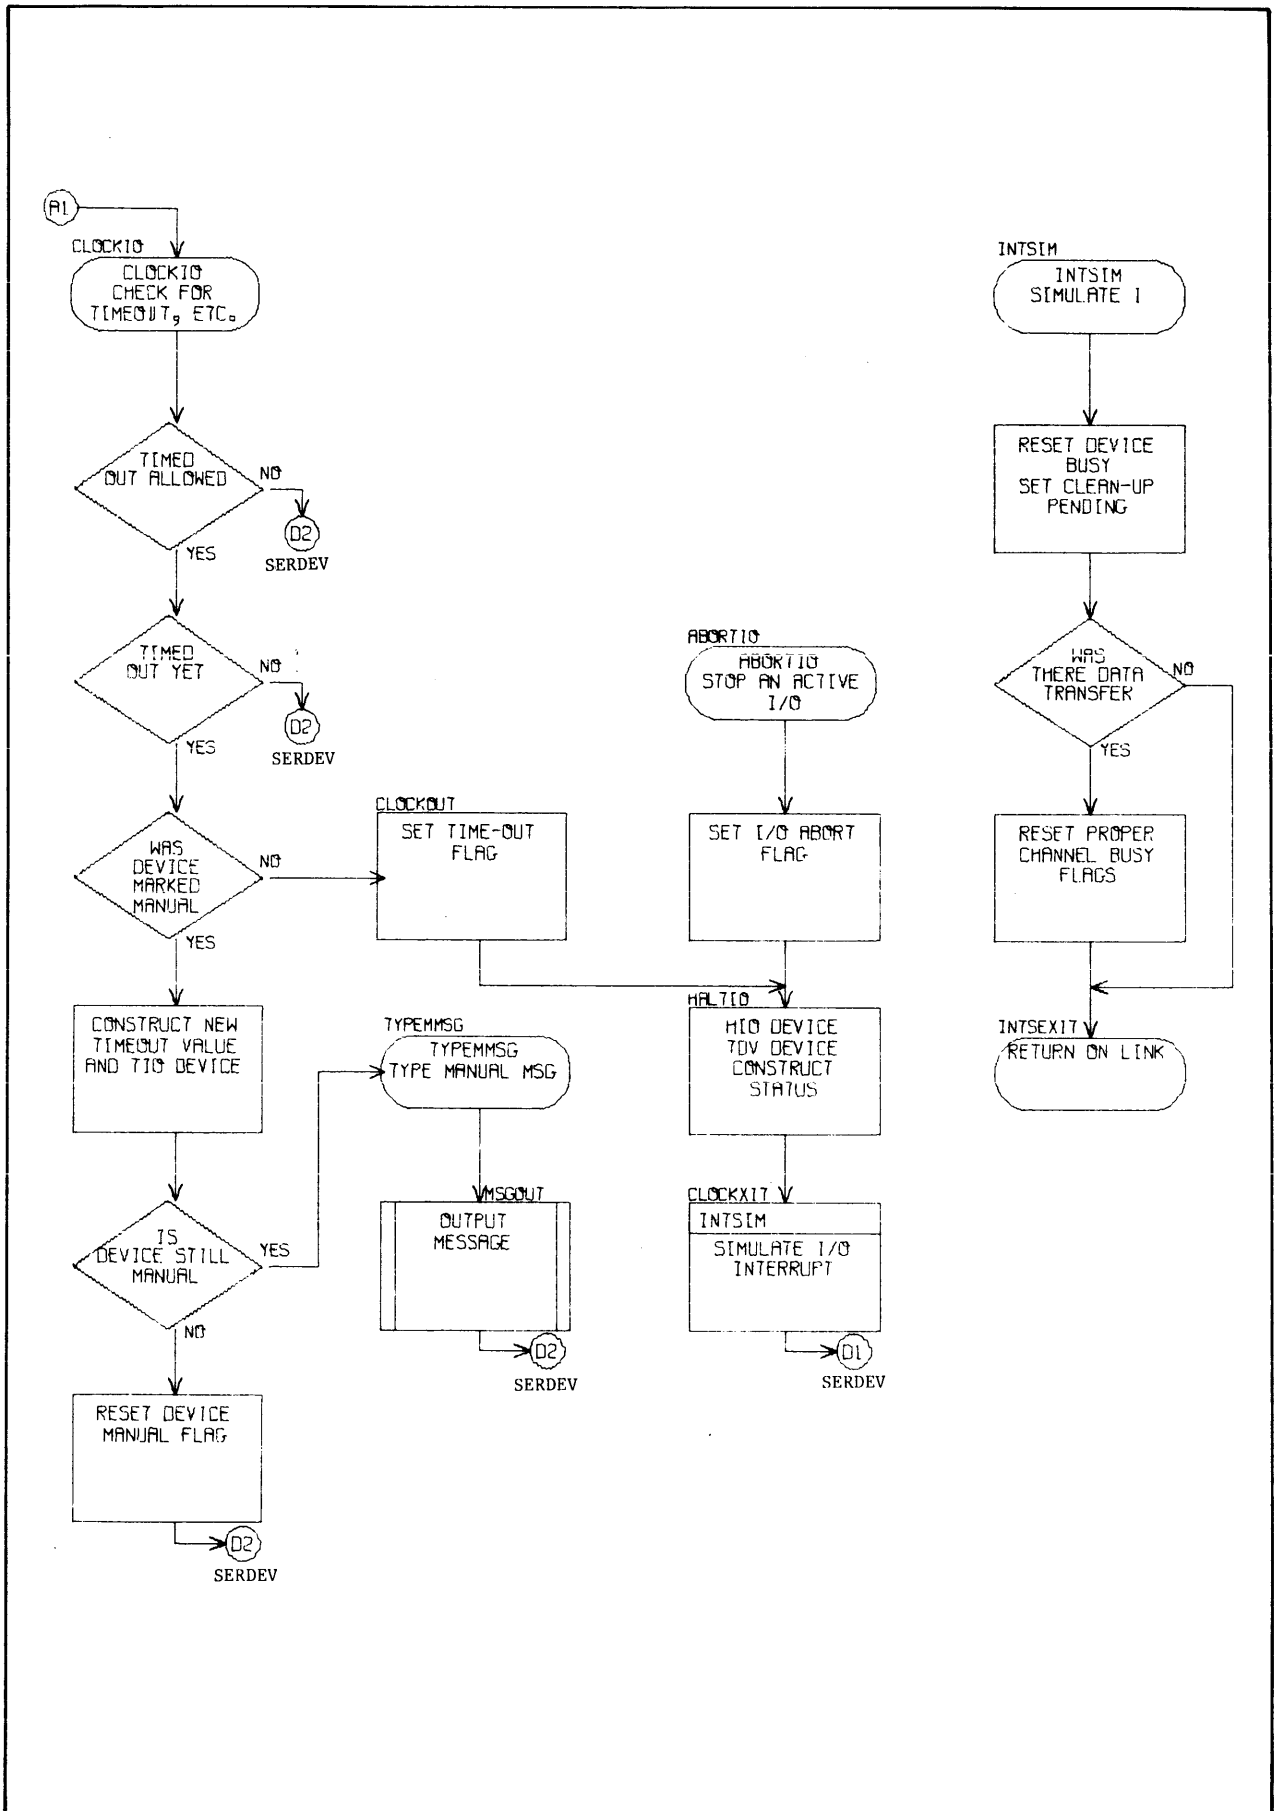 A1
CLOCKIO
CLOCKIO
CHECK FOR
TIMEOUT, ETC.
TIMED
OUT ALLOWED
NO
D2
SERDEV
YES
TIMED
OUT YET
NO
D2
SERDEV
YES
WAS
DEVICE
MARKED
MANUAL
NO
YES
CONSTRUCT NEW
TIMEOUT VALUE
AND TIO DEVICE
IS
DEVICE STILL
MANUAL
YES
NO
RESET DEVICE
MANUAL FLAG
D2
SERDEV
CLOCKOUT
SET TIME-OUT
FLAG
TYPEMMSG
TYPEMMSG
TYPE MANUAL MSG
MSGOUT
OUTPUT
MESSAGE
D2
SERDEV
ABORTIO
ABORTIO
STOP AN ACTIVE
I/O
SET I/O ABORT
FLAG
HALTIO
HIO DEVICE
TDV DEVICE
CONSTRUCT
STATUS
CLOCKXIT
INTSIM
SIMULATE I/O
INTERRUPT
D1
SERDEV
INTSIM
INTSIM
SIMULATE I
RESET DEVICE
BUSY
SET CLEAN-UP
PENDING
WAS
THERE DATA
TRANSFER
NO
YES
RESET PROPER
CHANNEL BUSY
FLAGS
INTSEXIT
RETURN ON LINK